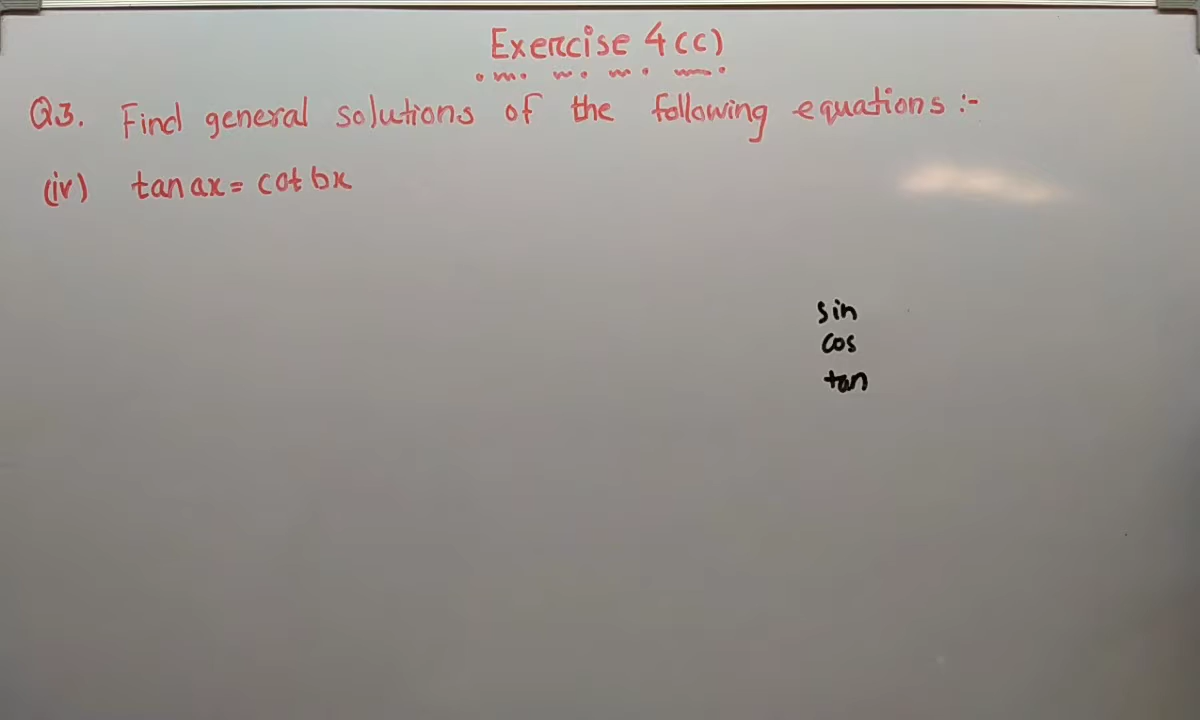 Exercise 4(c)
Q3. Find general solutions of the following equations :-
(iv) tan ax = cot bx
sin
cos
tan